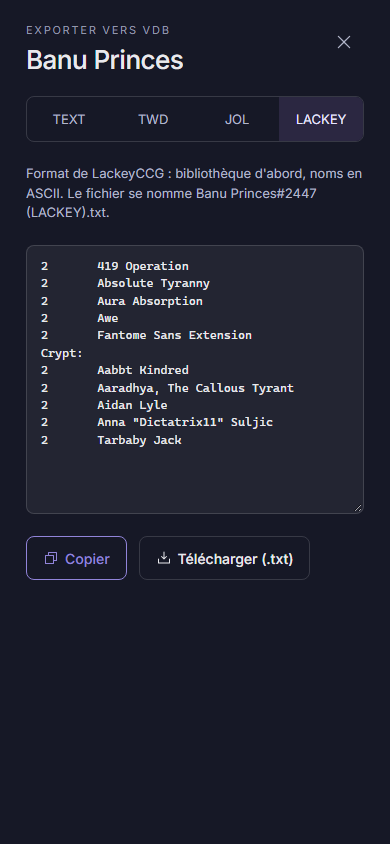 EXPORTER VERS VDB
Banu Princes
TEXT TWD JOL LACKEY
Format de LackeyCCG : bibliothèque d'abord, noms en
ASCII. Le fichier se nomme Banu Princes#2447
(LACKEY).txt.
2 419 Operation
2 Absolute Tyranny
2 Aura Absorption
2 Awe
2 Fantome Sans Extension
Crypt:
2 Aabbt Kindred
2 Aaradhya, The Callous Tyrant
2 Aidan Lyle
2 Anna "Dictatrix11" Suljic
2 Tarbaby Jack
Copier Télécharger (.txt)